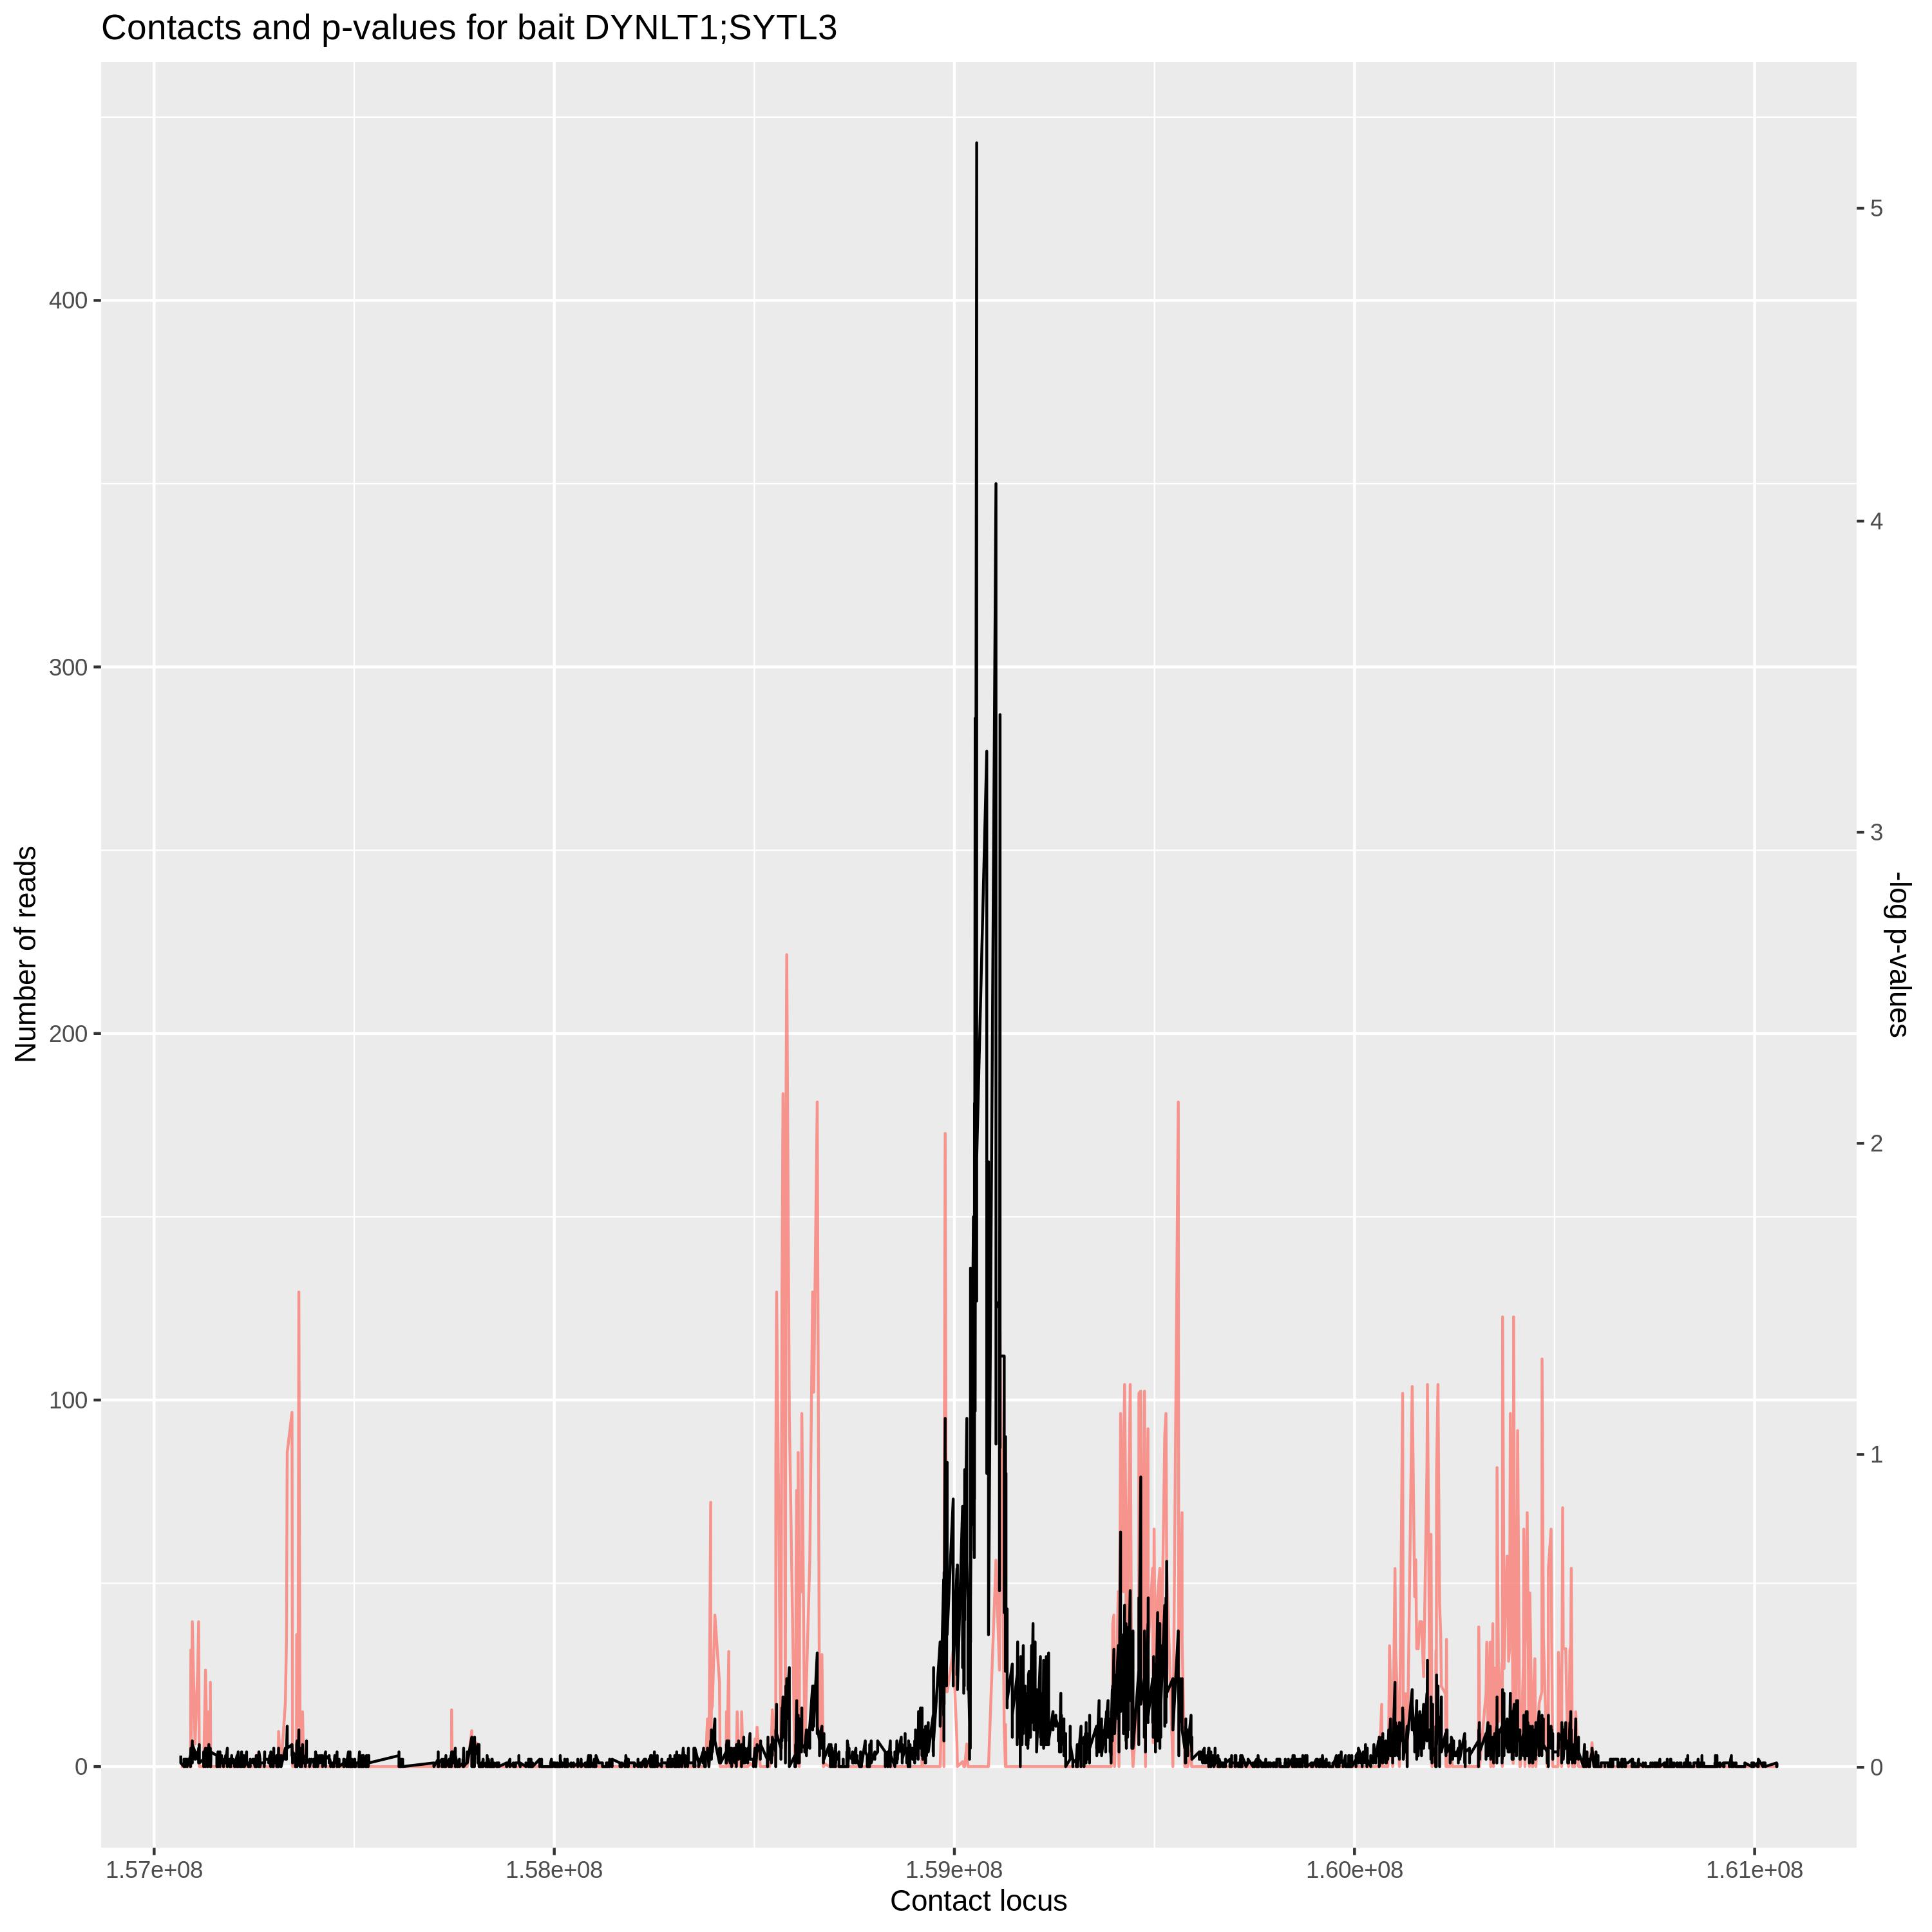 Contacts and p-values for bait DYNLT1;SYTL3
Number of reads
400
300
200
100
0
5
4
3
2
1
0
-log p-values
1.57e+08
1.58e+08
1.59e+08
1.60e+08
1.61e+08
Contact locus